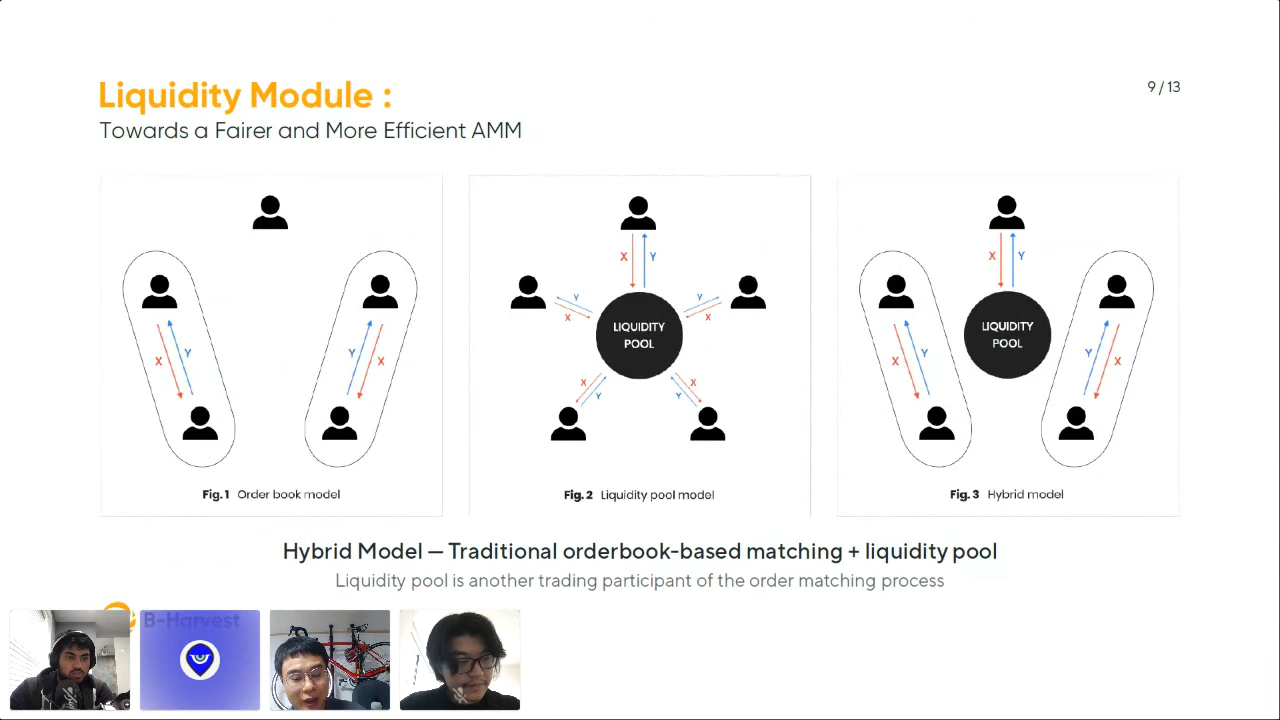 Liquidity Module :
9 / 13
Towards a Fairer and More Efficient AMM
X
Y
Y
X
Fig. 1 Order book model
X
Y
Y
X
Y
X
LIQUIDITY
POOL
X
Y
X
Y
Fig. 2 Liquidity pool model
X
Y
LIQUIDITY
POOL
X
Y
Y
X
Fig. 3 Hybrid model
Hybrid Model — Traditional orderbook-based matching + liquidity pool
Liquidity pool is another trading participant of the order matching process
B-Harvest